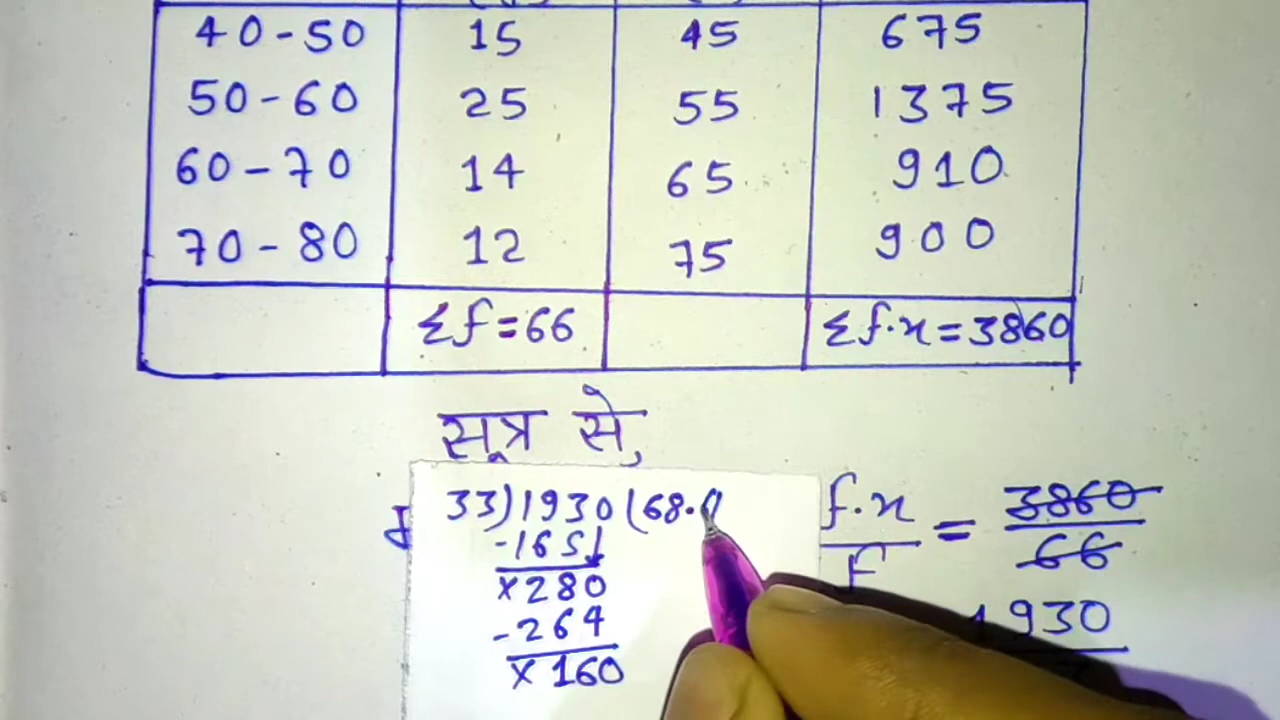 40-50 15 45 675
50-60 25 55 1375
60-70 14 65 910
70-80 12 75 900
Σf=66 Σf·x=3860
सूत्र से,
f·x = 3860
F 66
1930
33)1930(68·
-165↓
×280
-264
×160